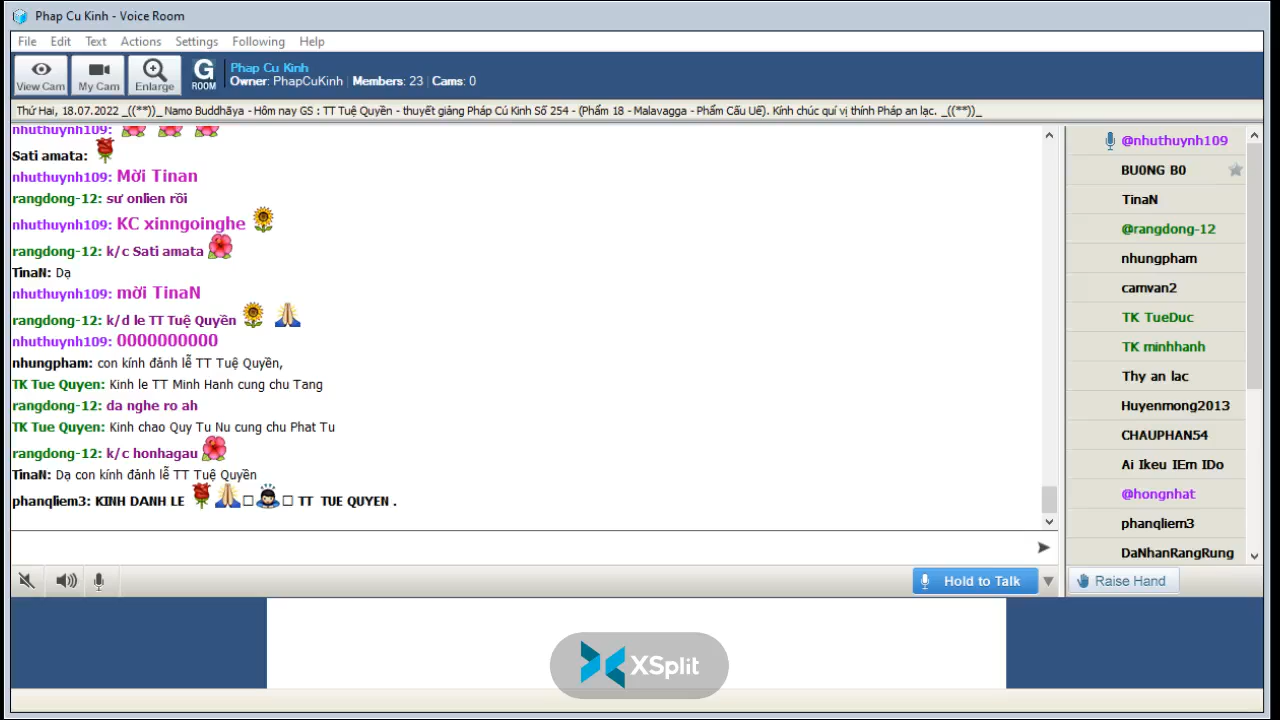 Phap Cu Kinh - Voice Room
File Edit Text Actions Settings Following Help
View Cam My Cam Enlarge G ROOM
Phap Cu Kinh
Owner: PhapCuKinh Members: 23 Cams: 0
Thứ Hai, 18.07.2022 _((**))_ Namo Buddhāya - Hôm nay GS : TT Tuệ Quyền - thuyết giảng Pháp Cú Kinh Số 254 - (Phẩm 18 - Malavagga - Phẩm Cấu Uế). Kính chúc quí vị thính Pháp an lạc. _((**))_
nhuthuynh109:
Sati amata:
nhuthuynh109: Mời Tinan
rangdong-12: sư onlien rồi
nhuthuynh109: KC xinngoinghe
rangdong-12: k/c Sati amata
TinaN: Dạ
nhuthuynh109: mời TinaN
rangdong-12: k/d le TT Tuệ Quyền
nhuthuynh109: 0000000000
nhungpham: con kính đảnh lễ TT Tuệ Quyền,
TK Tue Quyen: Kinh le TT Minh Hanh cung chu Tang
rangdong-12: da nghe ro ah
TK Tue Quyen: Kinh chao Quy Tu Nu cung chu Phat Tu
rangdong-12: k/c honhagau
TinaN: Dạ con kính đảnh lễ TT Tuệ Quyền
phanqliem3: KINH DANH LE TT TUE QUYEN .
@nhuthuynh109
BUONG BO
TinaN
@rangdong-12
nhungpham
camvan2
TK TueDuc
TK minhhanh
Thy an lac
Huyenmong2013
CHAUPHAN54
Ai Ikeu IEm IDo
@hongnhat
phanqliem3
DaNhanRangRung
Hold to Talk
Raise Hand
XSplit